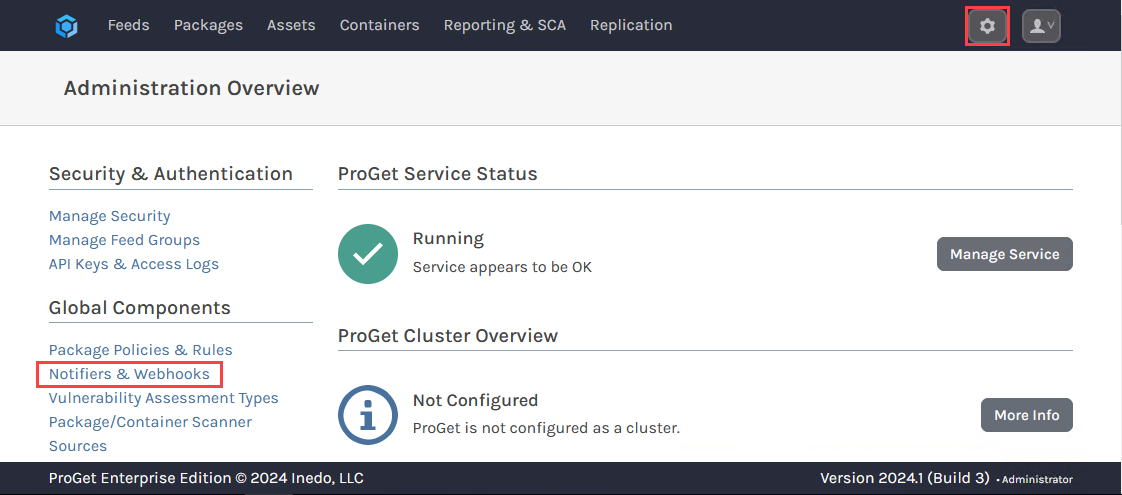 Feeds Packages Assets Containers Reporting & SCA Replication
Administration Overview
Security & Authentication
Manage Security
Manage Feed Groups
API Keys & Access Logs
Global Components
Package Policies & Rules
Notifiers & Webhooks
Vulnerability Assessment Types
Package/Container Scanner
Sources
ProGet Service Status
Running
Service appears to be OK
Manage Service
ProGet Cluster Overview
Not Configured
ProGet is not configured as a cluster.
More Info
ProGet Enterprise Edition © 2024 Inedo, LLC
Version 2024.1 (Build 3) • Administrator